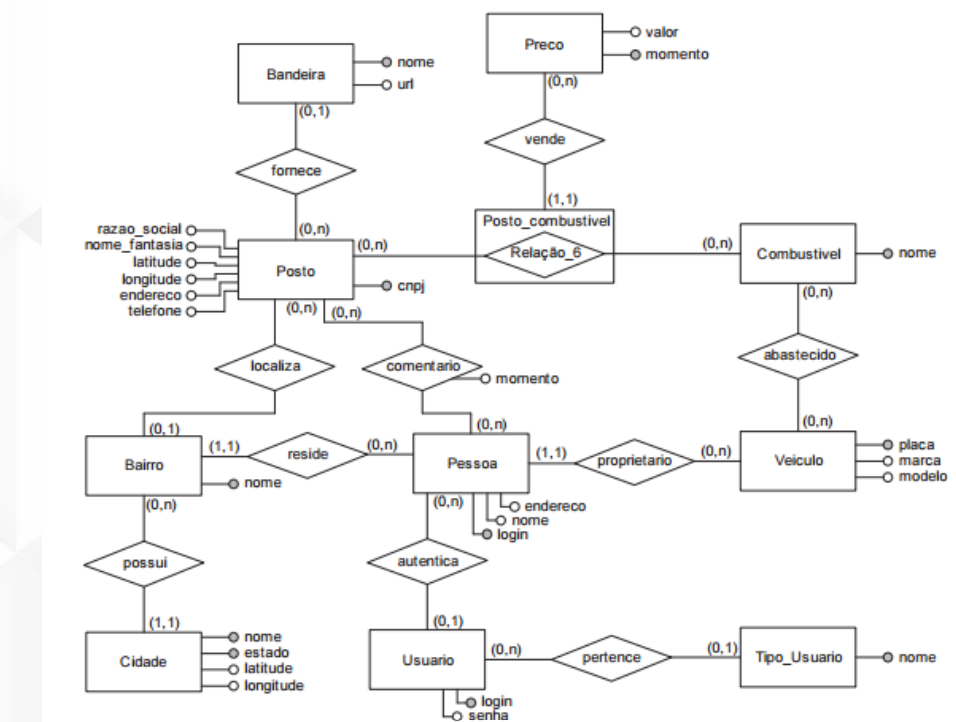 Preco
valor
momento
(0,n)
Bandeira
nome
url
(0,1)
vende
fornece
(1,1)
Posto_combustivel
Relação_6
(0,n)
(0,n)
(0,n)
razao_social
nome_fantasia
latitude
longitude
endereco
telefone
Posto
cnpj
Combustivel
nome
(0,n)
(0,n)
(0,n)
localiza
comentario
momento
abastecido
(0,1)
(0,n)
(0,n)
Bairro
nome
(1,1)
reside
(0,n)
Pessoa
endereco
nome
login
(1,1)
proprietario
(0,n)
Veiculo
placa
marca
modelo
(0,n)
(0,n)
possui
autentica
(1,1)
(0,1)
Cidade
nome
estado
latitude
longitude
Usuario
login
senha
(0,n)
pertence
(0,1)
Tipo_Usuario
nome